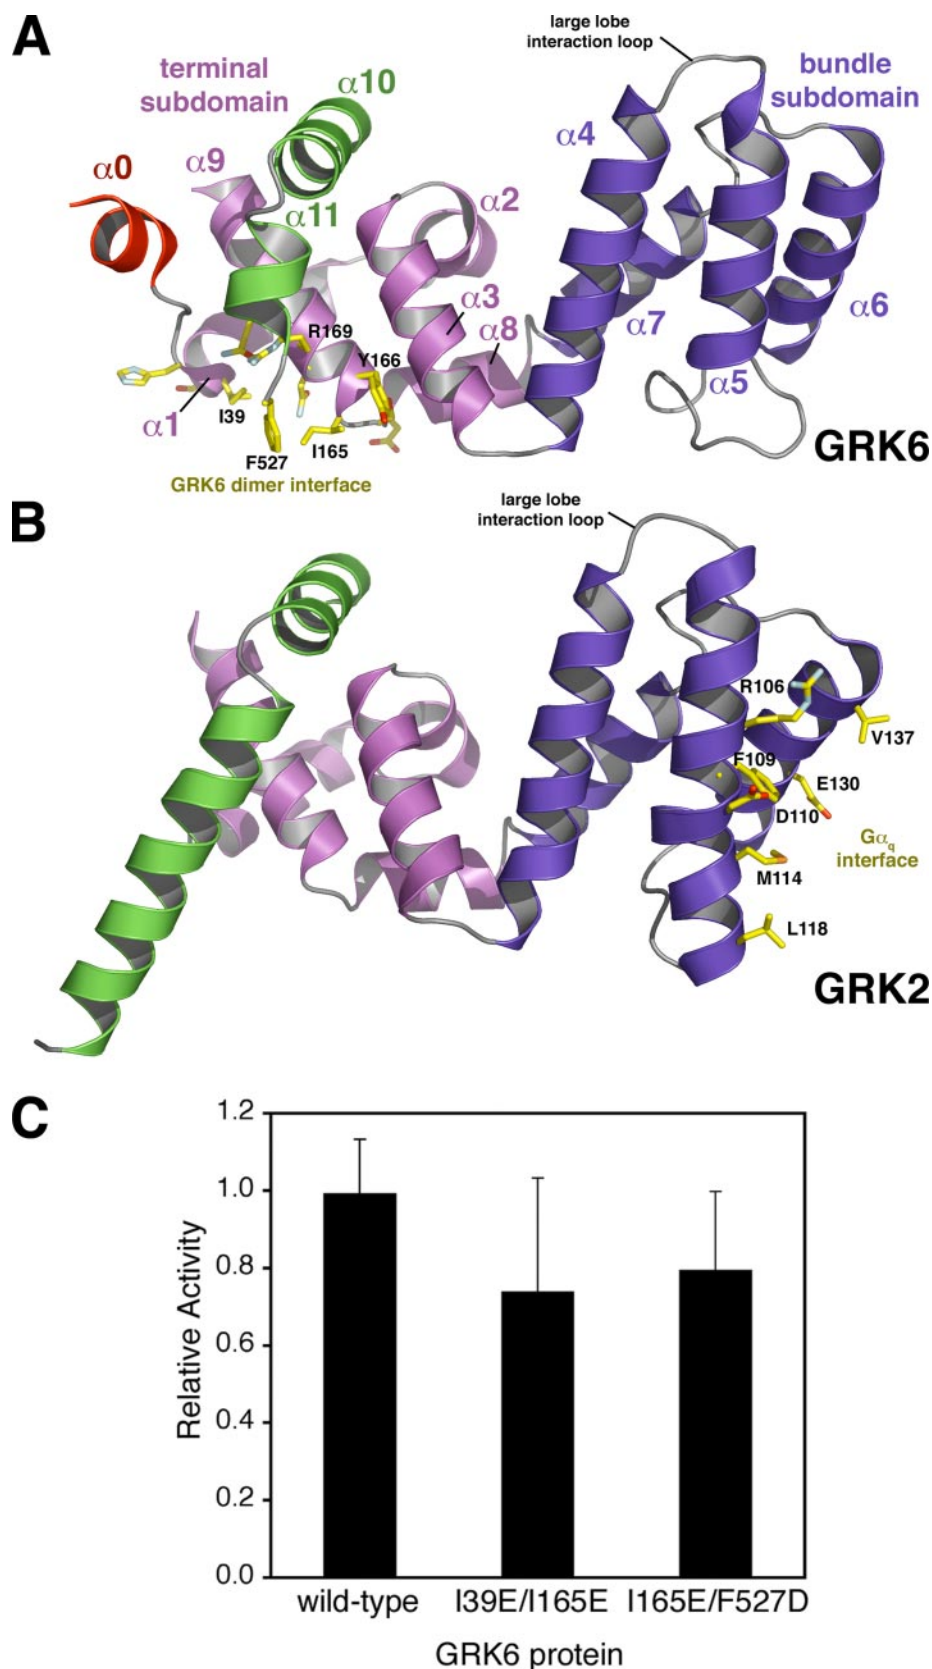 A
large lobe
interaction loop
terminal
subdomain
bundle
subdomain
α10
α4
α0
α9
α2
α11
α3
α6
R169
α8
α7
Y166
α5
α1
I39
I165
F527
GRK6
GRK6 dimer interface
B
large lobe
interaction loop
R106
V137
F109
E130
D110
Gαq
interface
M114
L118
GRK2
C
1.2
1.0
0.8
0.6
0.4
0.2
0.0
Relative Activity
wild-type I39E/I165E I165E/F527D
GRK6 protein